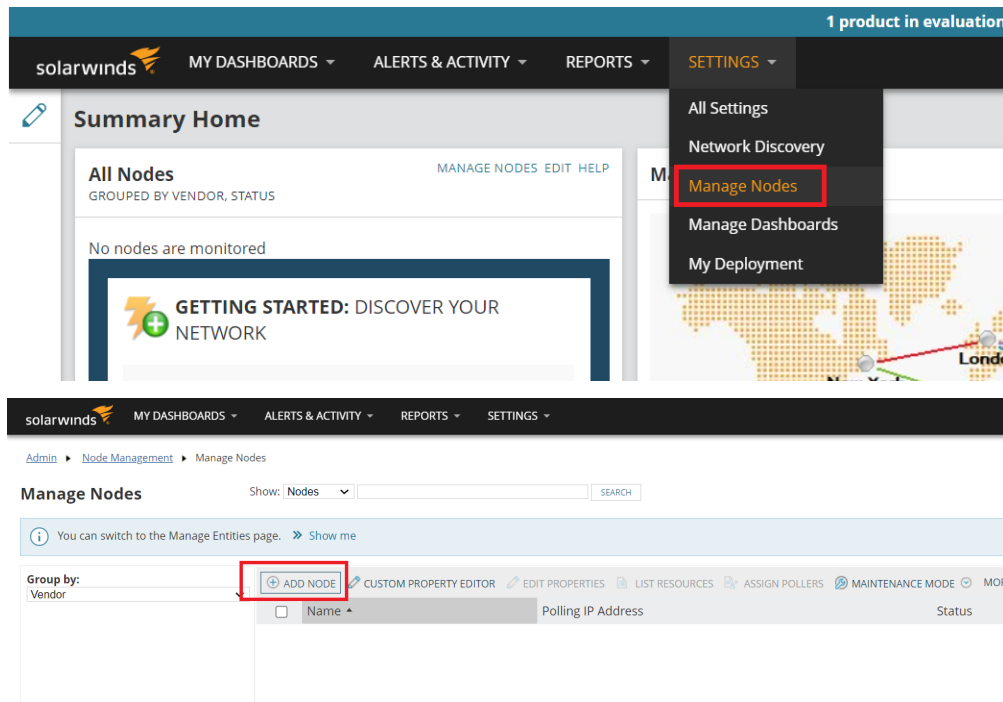 1 product in evaluation
solarwinds MY DASHBOARDS ALERTS & ACTIVITY REPORTS SETTINGS
All Settings
Network Discovery
Manage Nodes
Manage Dashboards
My Deployment
Summary Home
All Nodes MANAGE NODES EDIT HELP
GROUPED BY VENDOR, STATUS
No nodes are monitored
GETTING STARTED: DISCOVER YOUR
NETWORK
solarwinds MY DASHBOARDS ALERTS & ACTIVITY REPORTS SETTINGS
Admin Node Management Manage Nodes
Manage Nodes Show: Nodes SEARCH
You can switch to the Manage Entities page. » Show me
Group by:
Vendor
ADD NODE CUSTOM PROPERTY EDITOR EDIT PROPERTIES LIST RESOURCES ASSIGN POLLERS MAINTENANCE MODE
Name Polling IP Address Status